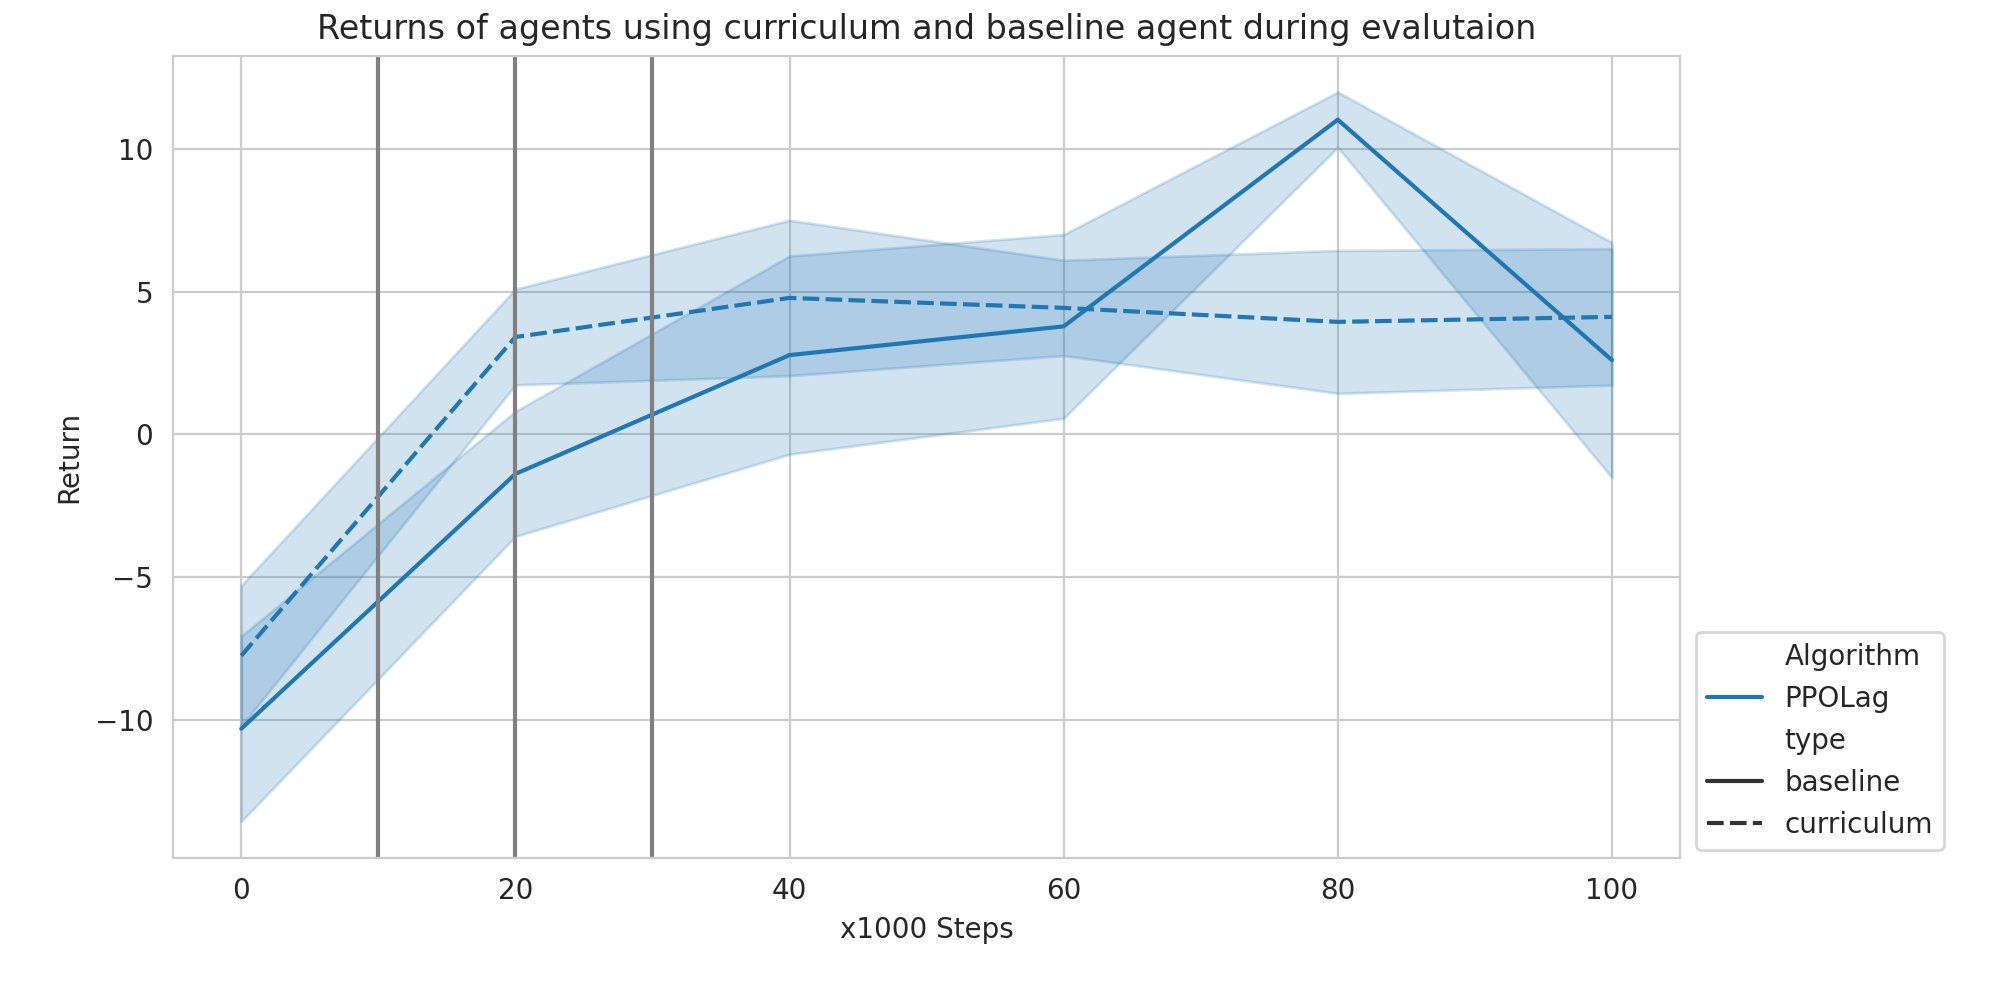 Returns of agents using curriculum and baseline agent during evalutaion
10
5
0
−5
−10
Return
0 20 40 60 80 100
x1000 Steps
Algorithm
PPOLag
type
baseline
curriculum